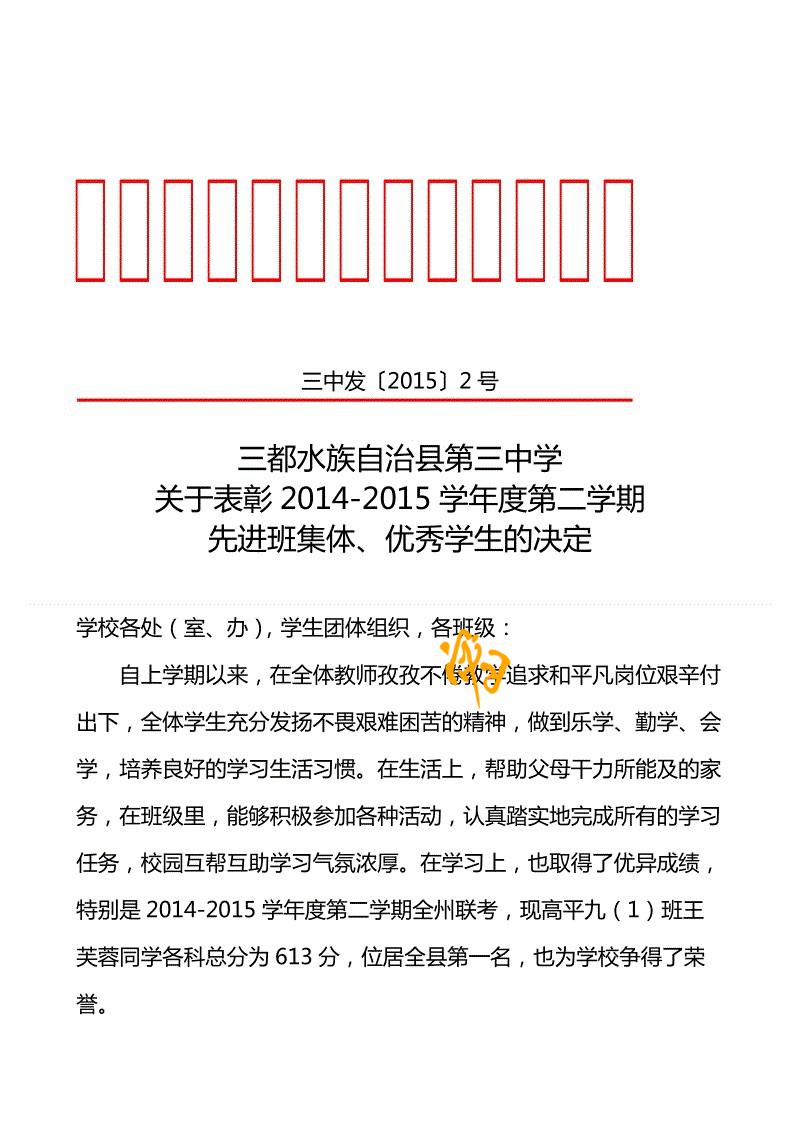 三中发〔2015〕2 号
三都水族自治县第三中学
关于表彰 2014-2015 学年度第二学期
先进班集体、优秀学生的决定
学校各处（室、办），学生团体组织，各班级：
自上学期以来，在全体教师孜孜不倦教学追求和平凡岗位艰辛付
出下，全体学生充分发扬不畏艰难困苦的精神，做到乐学、勤学、会
学，培养良好的学习生活习惯。在生活上，帮助父母干力所能及的家
务，在班级里，能够积极参加各种活动，认真踏实地完成所有的学习
任务，校园互帮互助学习气氛浓厚。在学习上，也取得了优异成绩，
特别是 2014-2015 学年度第二学期全州联考，现高平九（1）班王
芙蓉同学各科总分为 613 分，位居全县第一名，也为学校争得了荣
誉。